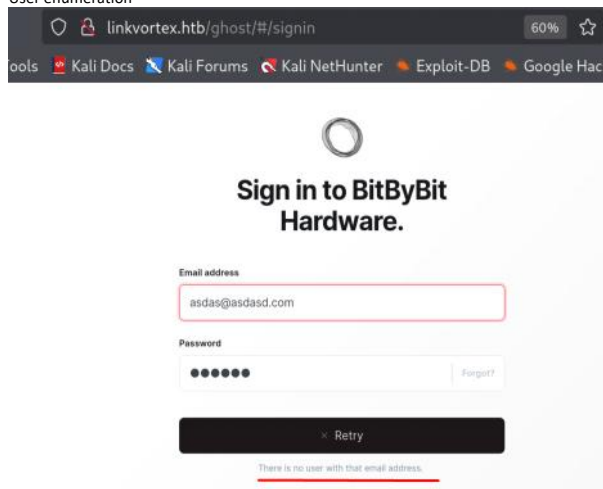 User enumeration
linkvortex.htb/ghost/#/signin 60%
ools Kali Docs Kali Forums Kali NetHunter Exploit-DB Google Hac
Sign in to BitByBit
Hardware.
Email address
asdas@asdasd.com
Password
●●●●●● Forgot?
× Retry
There is no user with that email address.